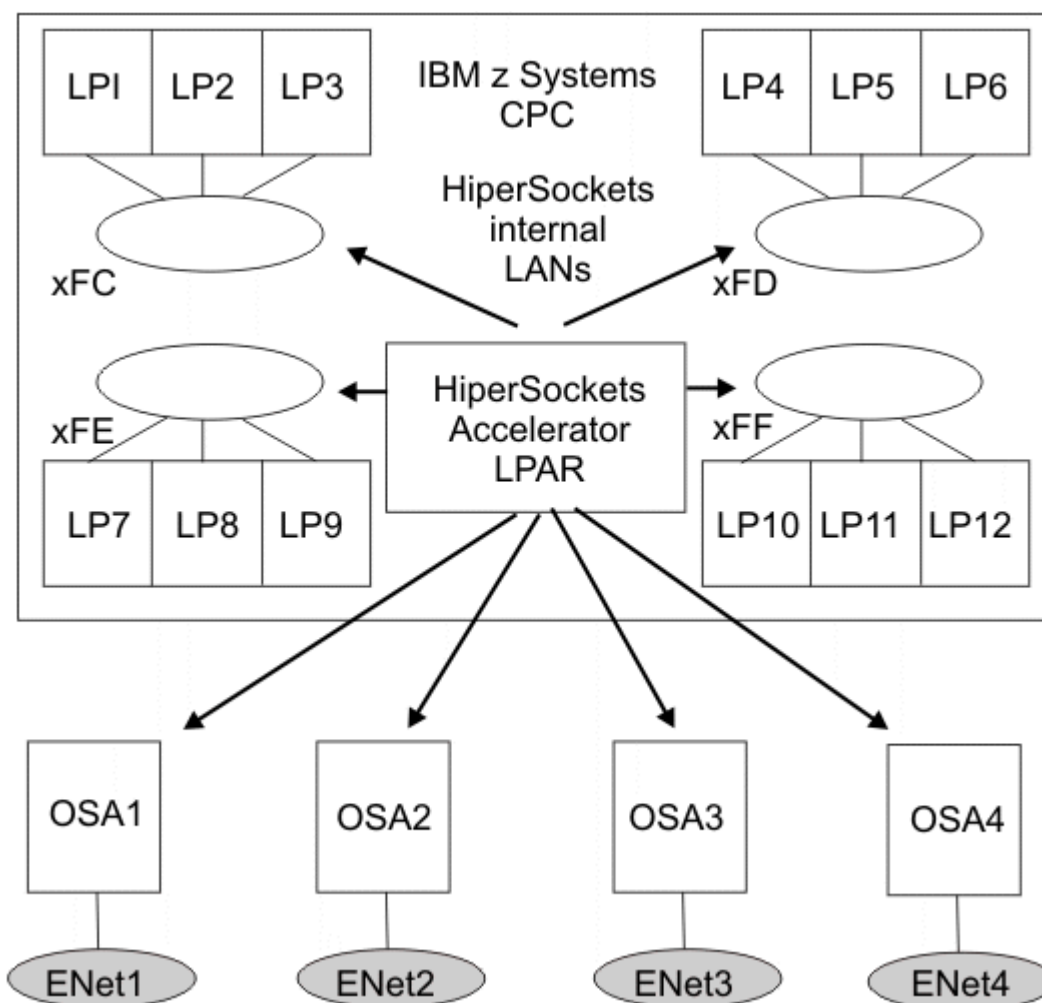 LPI LP2 LP3
IBM z Systems
CPC
LP4 LP5 LP6
HiperSockets
internal
LANs
xFC
xFD
HiperSockets
Accelerator
LPAR
xFE
xFF
LP7 LP8 LP9
LP10 LP11 LP12
OSA1
OSA2
OSA3
OSA4
ENet1
ENet2
ENet3
ENet4